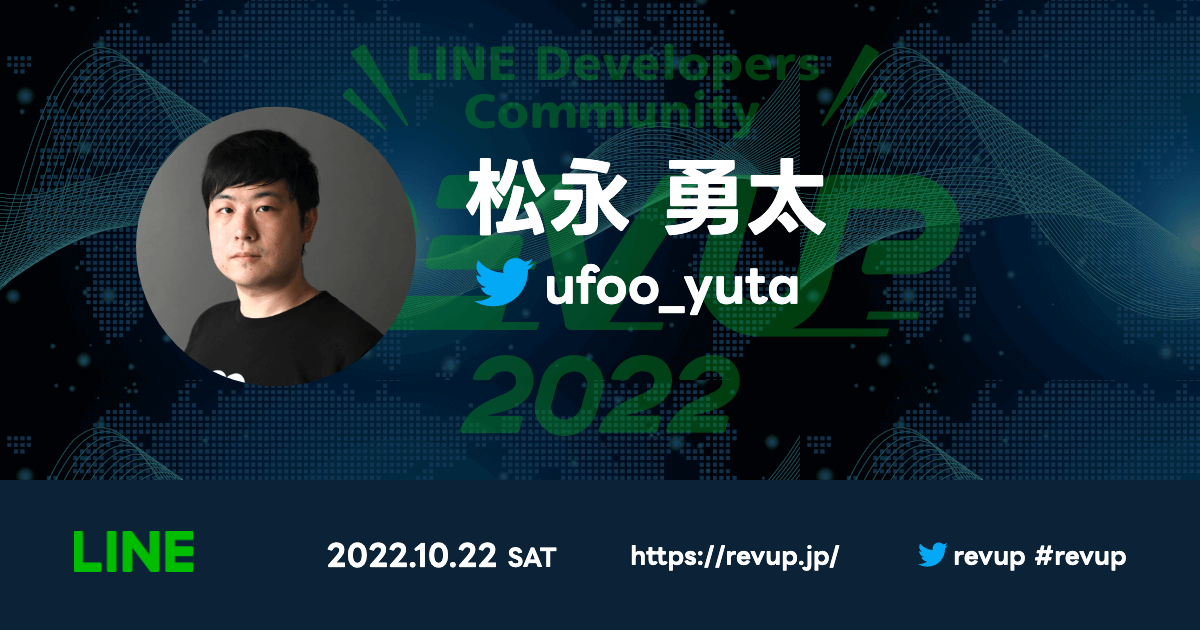 LINE Developers
Community
REVUP
2022
松永 勇太
ufoo_yuta
LINE
2022.10.22 SAT
https://revup.jp/
revup #revup